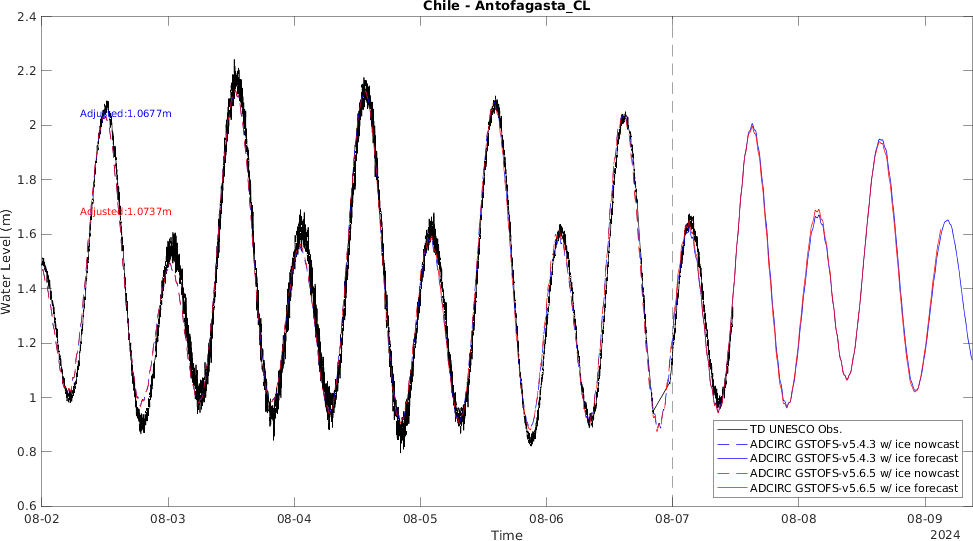 Chile - Antofagasta_CL
2.4
2.2
2
1.8
1.6
1.4
1.2
1
0.8
0.6
Water Level (m)
Adjusted:1.0677m
Adjusted:1.0737m
TD UNESCO Obs.
ADCIRC GSTOFS-v5.4.3 w/ ice nowcast
ADCIRC GSTOFS-v5.4.3 w/ ice forecast
ADCIRC GSTOFS-v5.6.5 w/ ice nowcast
ADCIRC GSTOFS-v5.6.5 w/ ice forecast
08-02 08-03 08-04 08-05 08-06 08-07 08-08 08-09
Time
2024